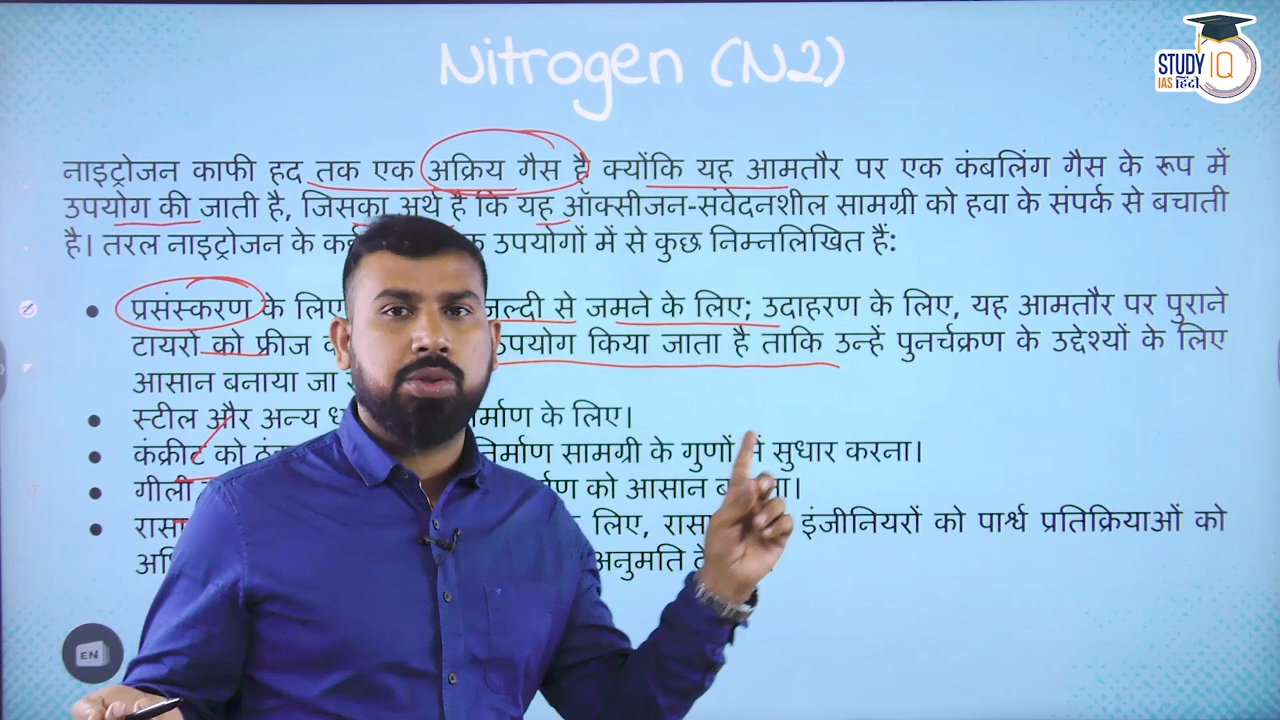 Nitrogen (N2)
STUDY IQ
IAS हिंदी
नाइट्रोजन काफी हद तक एक अक्रिय गैस है क्योंकि यह आमतौर पर एक कंबलिंग गैस के रूप में
उपयोग की जाती है, जिसका अर्थ है कि यह ऑक्सीजन-संवेदनशील सामग्री को हवा के संपर्क से बचाती
है। तरल नाइट्रोजन के उपयोगों में से कुछ निम्नलिखित हैं:
• प्रसंस्करण के लिए जल्दी से जमने के लिए; उदाहरण के लिए, यह आमतौर पर पुराने
टायरो को फ्रीज उपयोग किया जाता है ताकि उन्हें पुनर्चक्रण के उद्देश्यों के लिए
आसान बनाया जा
• स्टील और अन्य के लिए।
• कंक्रीट को सामग्री के गुणों में सुधार करना।
• गीली को आसान
• लिए, इंजीनियरों को पार्श्व प्रतिक्रियाओं को
अनुमति
EN